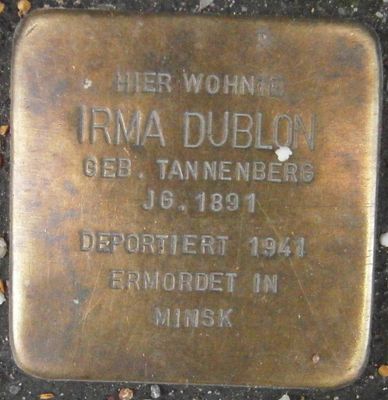 HIER WOHNTE
IRMA DUBLON
GEB. TANNENBERG
JG. 1891
DEPORTIERT 1941
ERMORDET IN
MINSK